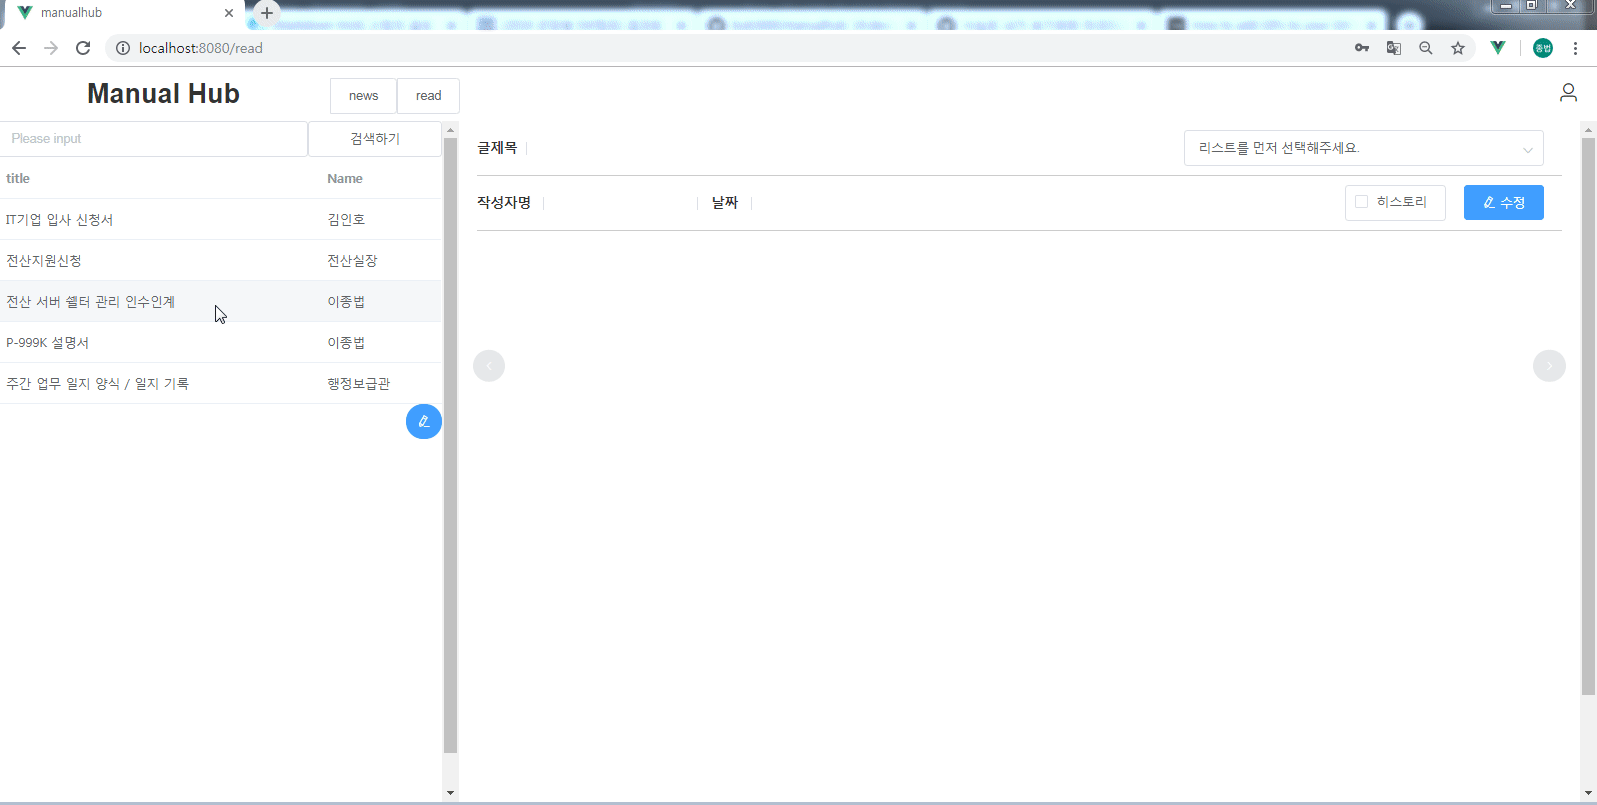 manualhub
localhost:8080/read
종법
Manual Hub
news
read
Please input
검색하기
title Name
IT기업 입사 신청서 김인호
전산지원신청 전산실장
전산 서버 쉘터 관리 인수인계 이종법
P-999K 설명서 이종법
주간 업무 일지 양식 / 일지 기록 행정보급관
글제목
리스트를 먼저 선택해주세요.
작성자명
날짜
히스토리
수정